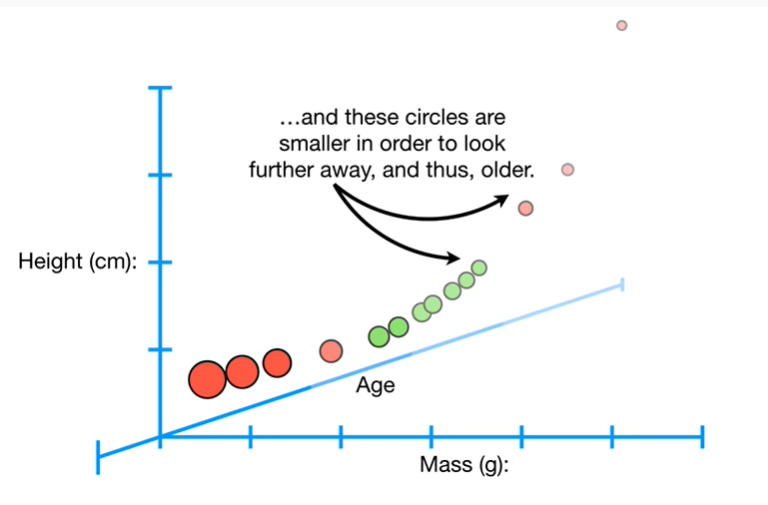 …and these circles are
smaller in order to look
further away, and thus, older.
Height (cm):
Age
Mass (g):